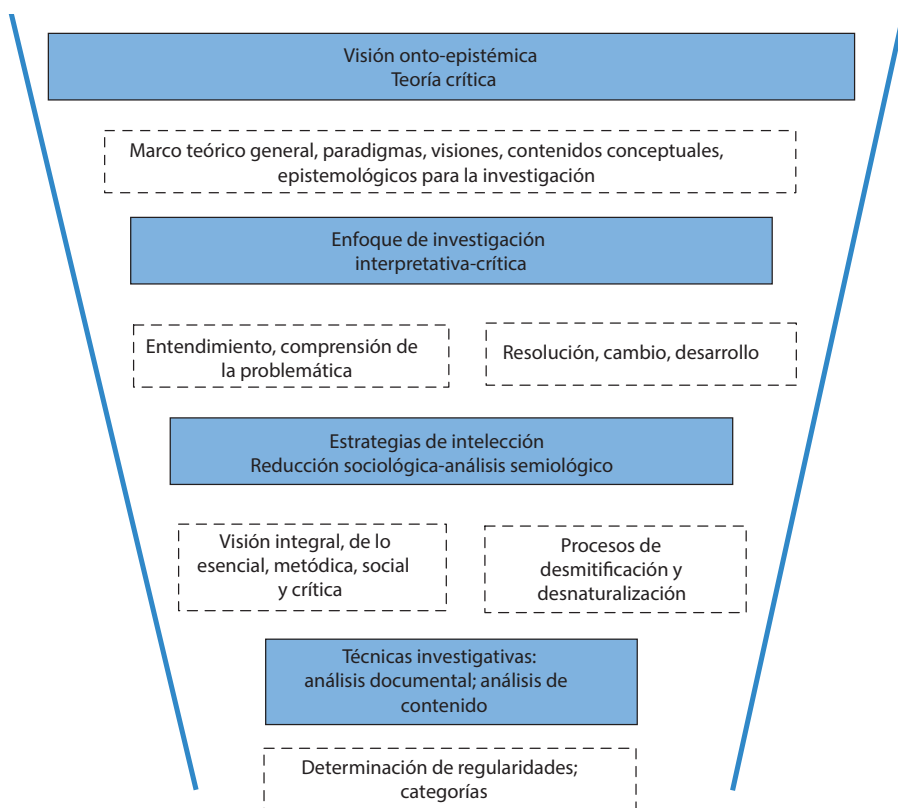 Visión onto-epistémica
Teoría crítica
Marco teórico general, paradigmas, visiones, contenidos conceptuales,
epistemológicos para la investigación
Enfoque de investigación
interpretativa-crítica
Entendimiento, comprensión de
la problemática
Resolución, cambio, desarrollo
Estrategias de intelección
Reducción sociológica-análisis semiológico
Visión integral, de lo
esencial, metódica, social
y crítica
Procesos de
desmitificación y
desnaturalización
Técnicas investigativas:
análisis documental; análisis de
contenido
Determinación de regularidades;
categorías